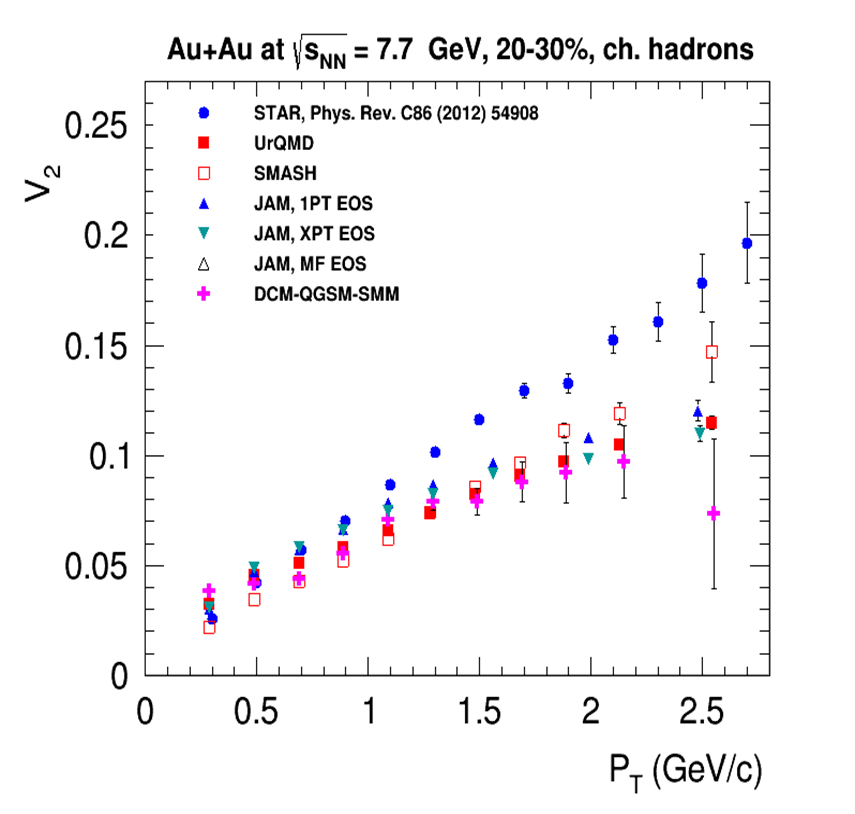 Au+Au at √sNN = 7.7 GeV, 20-30%, ch. hadrons
STAR, Phys. Rev. C86 (2012) 54908
UrQMD
SMASH
JAM, 1PT EOS
JAM, XPT EOS
JAM, MF EOS
DCM-QGSM-SMM
V2
0.25
0.2
0.15
0.1
0.05
0
0 0.5 1 1.5 2 2.5
PT (GeV/c)